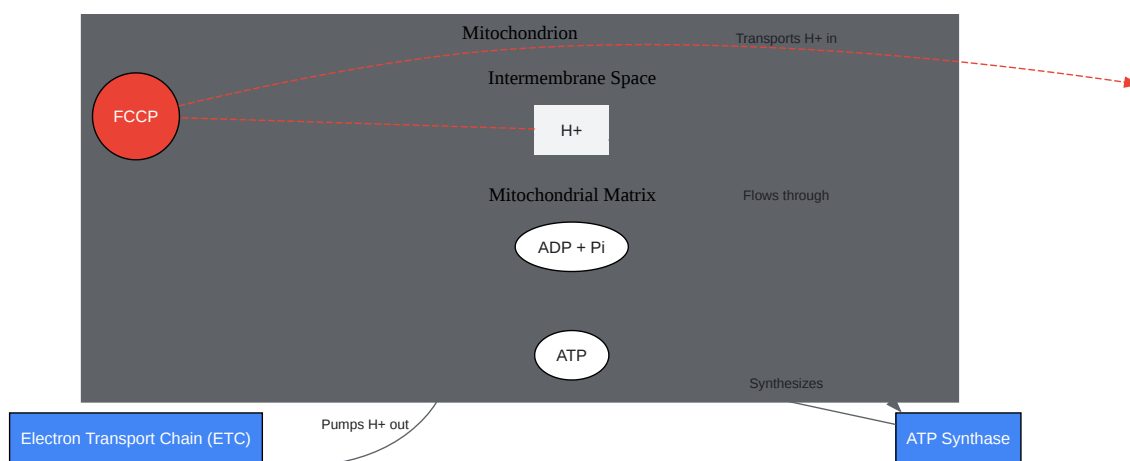 Mitochondrion
Transports H+ in
Intermembrane Space
FCCP
H+
Mitochondrial Matrix
Flows through
ADP + Pi
ATP
Synthesizes
Pumps H+ out
Electron Transport Chain (ETC)
ATP Synthase